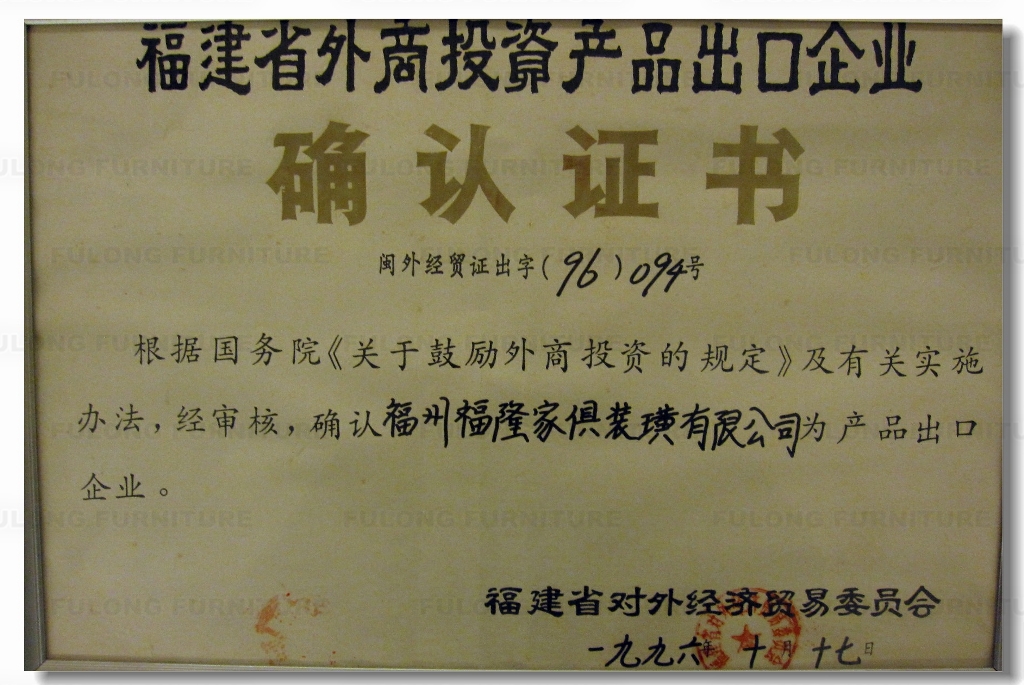 福建省外商投資产品出口企业
确认证书
闽外经贸证出字(96)094号
根据国务院《关于鼓励外商投资的规定》及有关实施
办法,经审核,确认福州福隆家俱装璜有限公司为产品出口
企业。
福建省对外经济贸易委员会
一九九六年十月十七日
FULONG FURNITURE